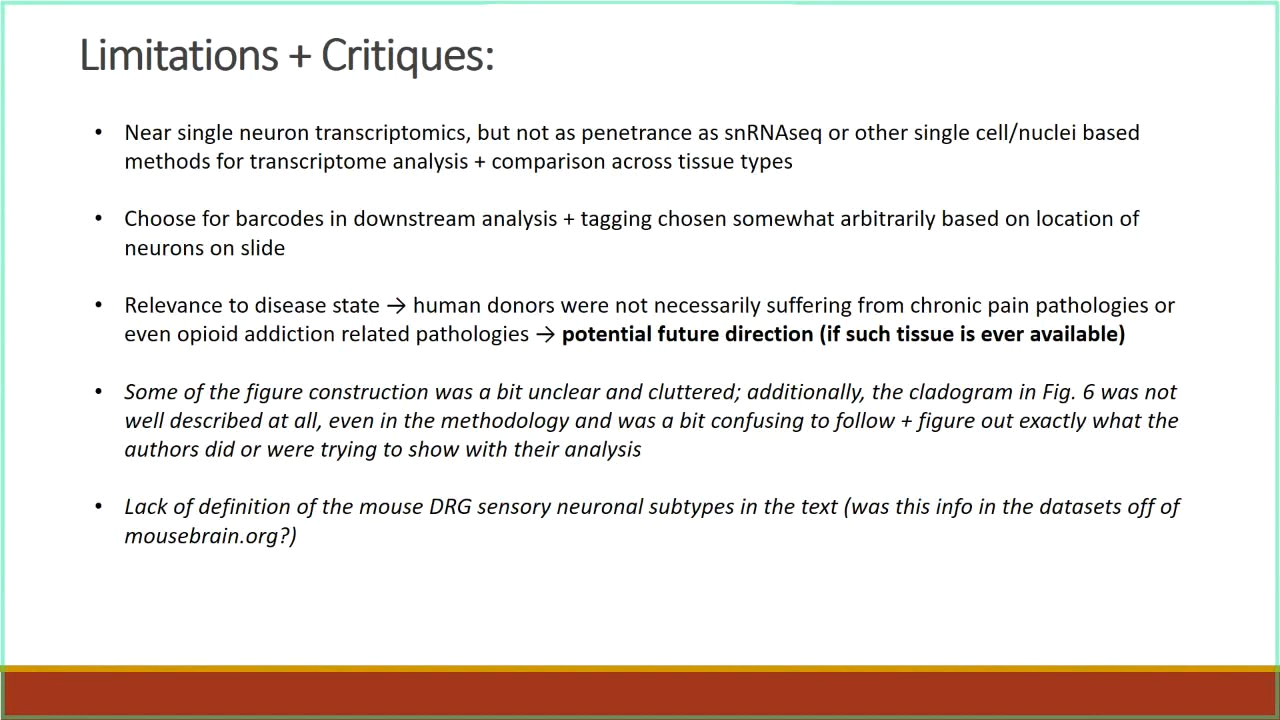 Limitations + Critiques:
• Near single neuron transcriptomics, but not as penetrance as snRNAseq or other single cell/nuclei based
methods for transcriptome analysis + comparison across tissue types
• Choose for barcodes in downstream analysis + tagging chosen somewhat arbitrarily based on location of
neurons on slide
• Relevance to disease state → human donors were not necessarily suffering from chronic pain pathologies or
even opioid addiction related pathologies → potential future direction (if such tissue is ever available)
• Some of the figure construction was a bit unclear and cluttered; additionally, the cladogram in Fig. 6 was not
well described at all, even in the methodology and was a bit confusing to follow + figure out exactly what the
authors did or were trying to show with their analysis
• Lack of definition of the mouse DRG sensory neuronal subtypes in the text (was this info in the datasets off of
mousebrain.org?)